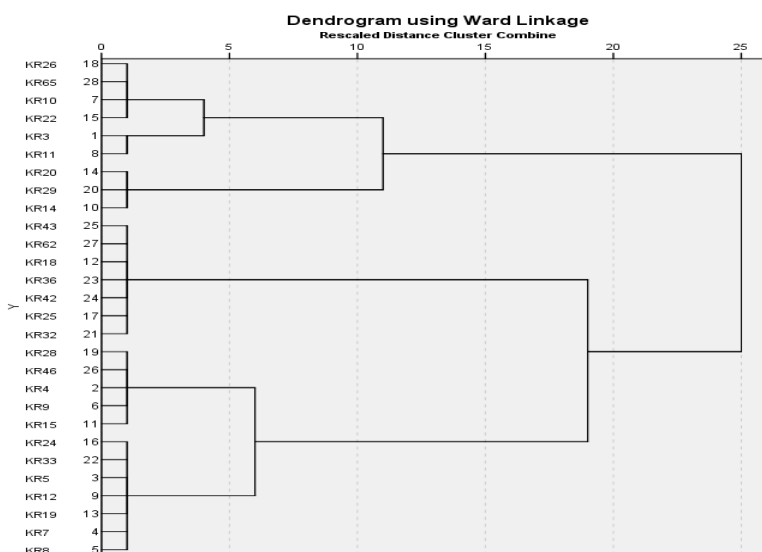 Dendrogram using Ward Linkage
Rescaled Distance Cluster Combine
0 5 10 15 20 25
KR26 18
KR65 28
KR10 7
KR22 15
KR3 1
KR11 8
KR20 14
KR29 20
KR14 10
KR43 25
KR62 27
KR18 12
KR36 23
KR42 24
Y
KR25 17
KR32 21
KR28 19
KR46 26
KR4 2
KR9 6
KR15 11
KR24 16
KR33 22
KR5 3
KR12 9
KR19 13
KR7 4
KR8 5